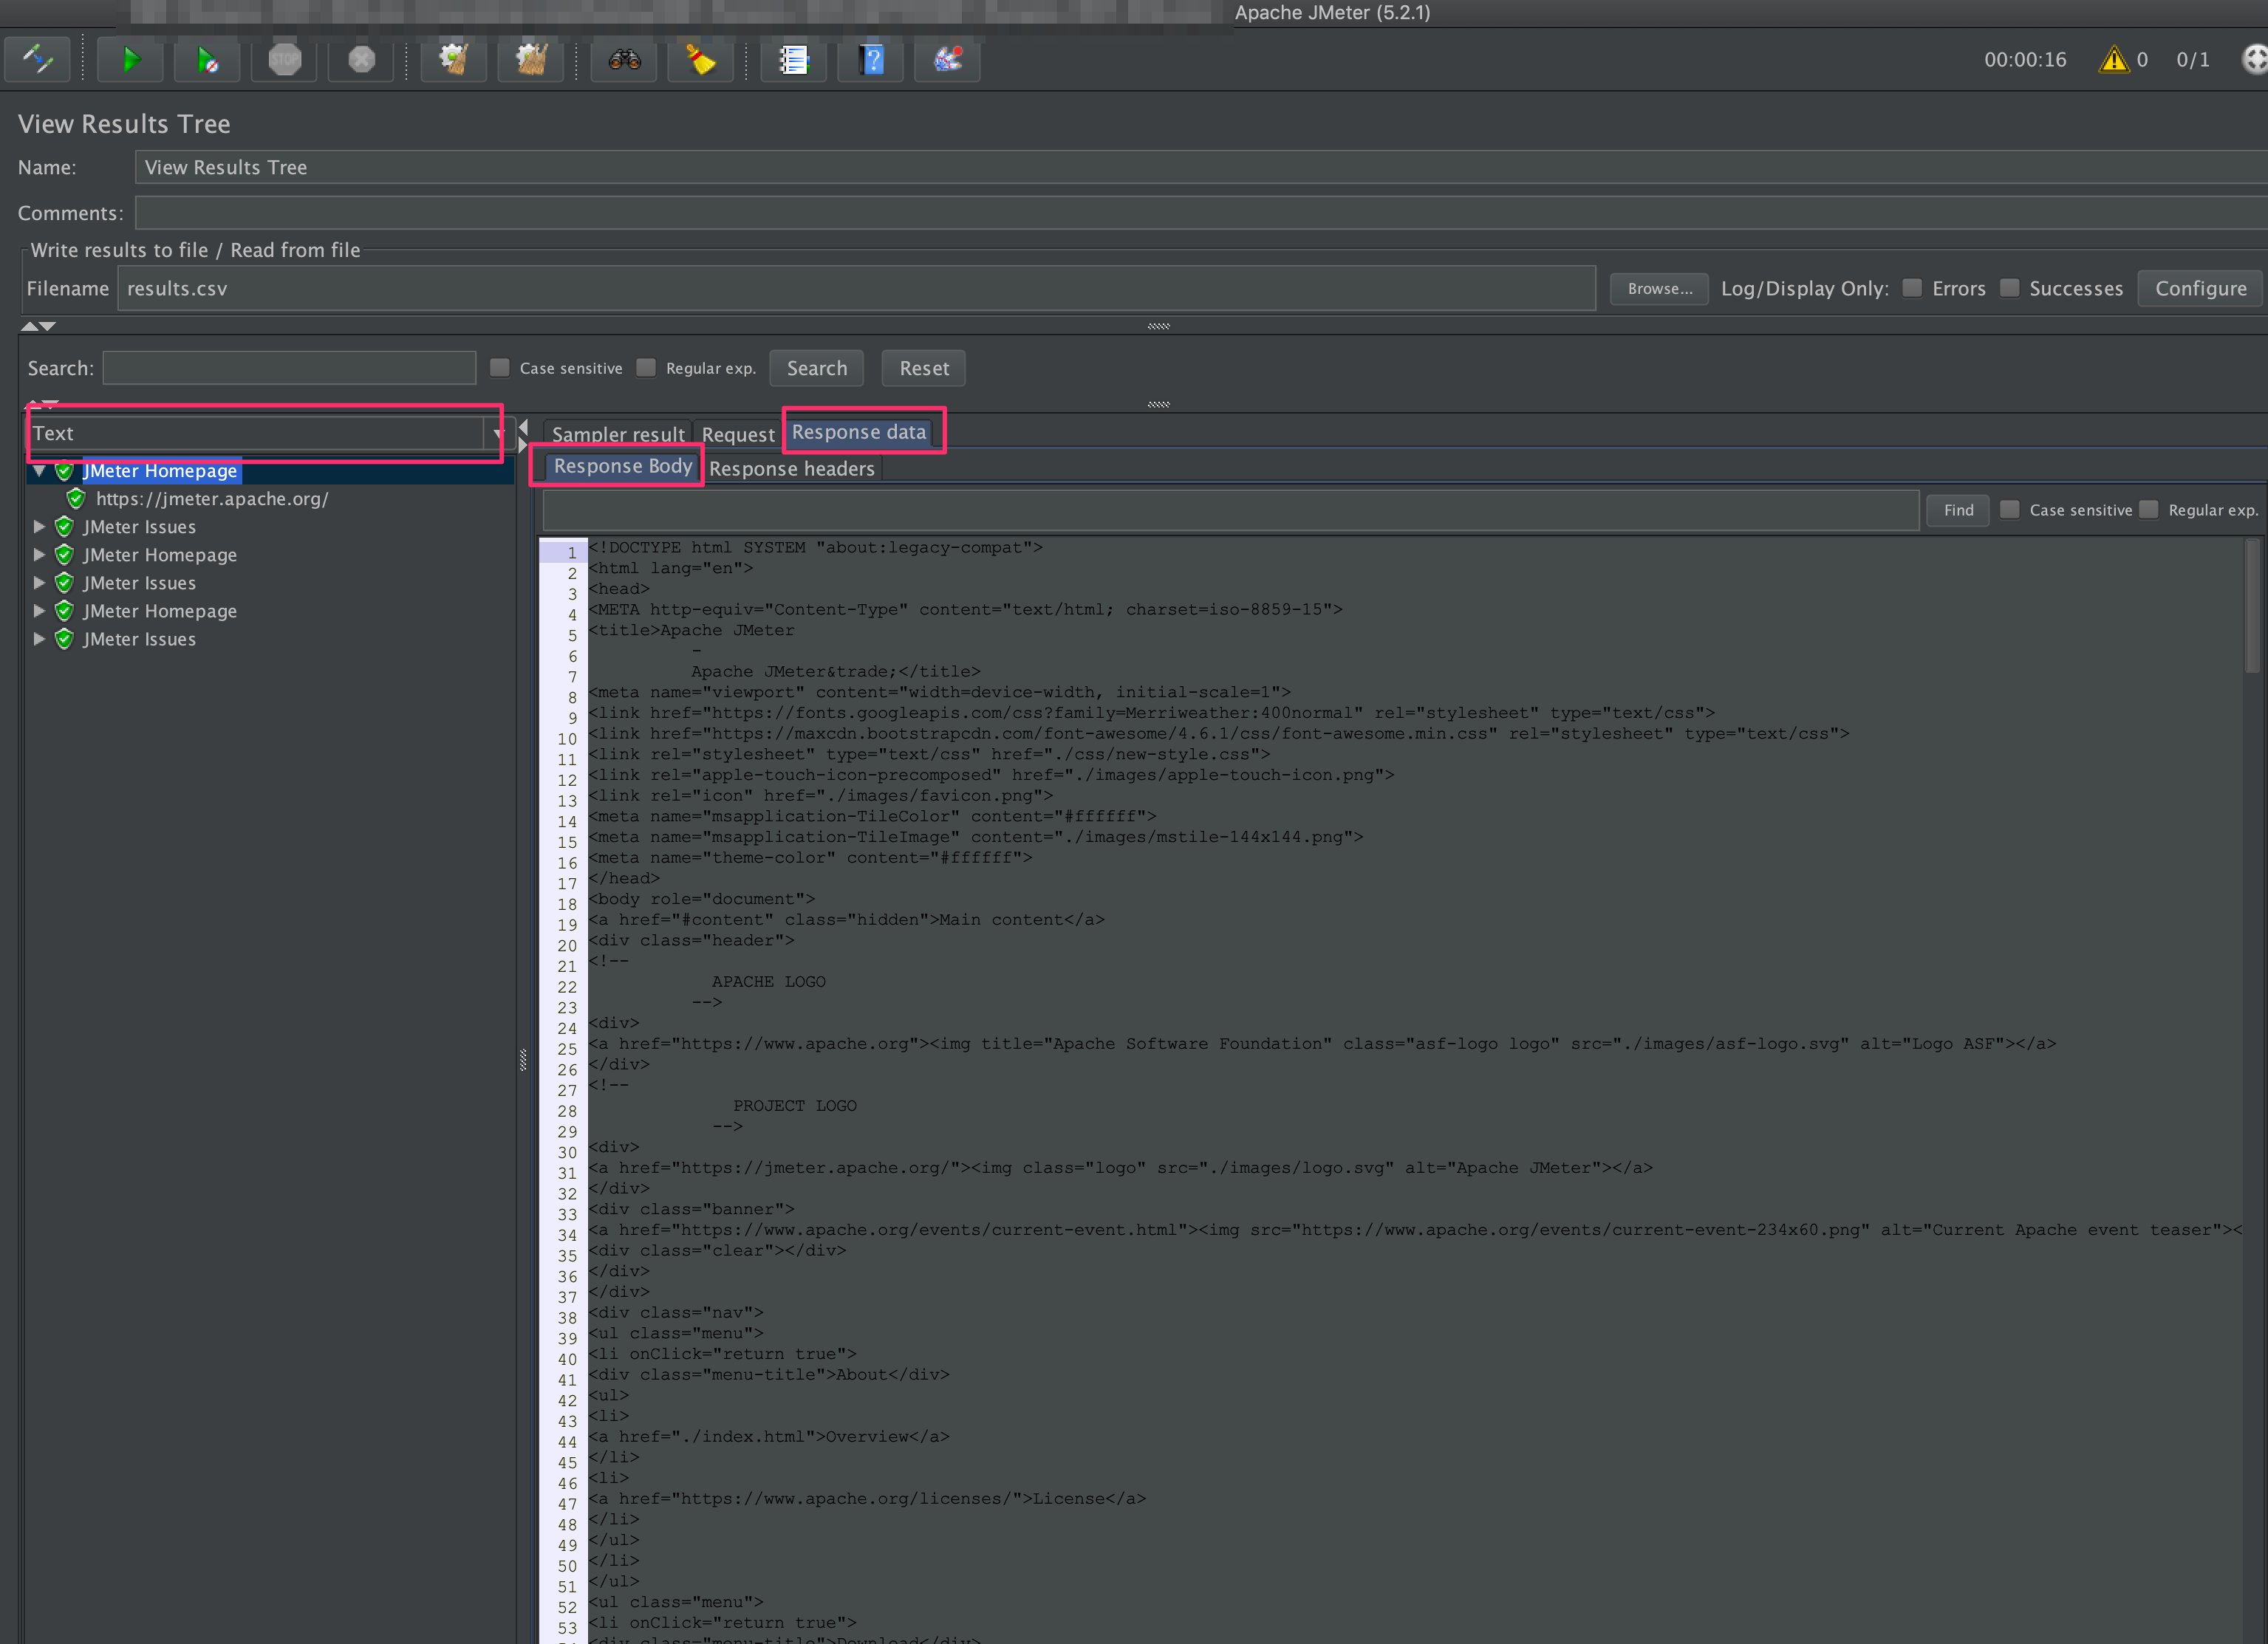 Apache JMeter (5.2.1)
STOP
00:00:16 0 0/1
View Results Tree
Name: View Results Tree
Comments:
Write results to file / Read from file
Filename results.csv Browse... Log/Display Only: Errors Successes Configure
Search: Case sensitive Regular exp. Search Reset
Text
JMeter Homepage
https://jmeter.apache.org/
JMeter Issues
JMeter Homepage
JMeter Issues
JMeter Homepage
JMeter Issues
Sampler result Request Response data
Response Body Response headers
Find Case sensitive Regular exp.
1 <!DOCTYPE html SYSTEM "about:legacy-compat">
2 <html lang="en">
3 <head>
4 <META http-equiv="Content-Type" content="text/html; charset=iso-8859-15">
5 <title>Apache JMeter
6 -
7 Apache JMeter&trade;</title>
8 <meta name="viewport" content="width=device-width, initial-scale=1">
9 <link href="https://fonts.googleapis.com/css?family=Merriweather:400normal" rel="stylesheet" type="text/css">
10 <link href="https://maxcdn.bootstrapcdn.com/font-awesome/4.6.1/css/font-awesome.min.css" rel="stylesheet" type="text/css">
11 <link rel="stylesheet" type="text/css" href="./css/new-style.css">
12 <link rel="apple-touch-icon-precomposed" href="./images/apple-touch-icon.png">
13 <link rel="icon" href="./images/favicon.png">
14 <meta name="msapplication-TileColor" content="#ffffff">
15 <meta name="msapplication-TileImage" content="./images/mstile-144x144.png">
16 <meta name="theme-color" content="#ffffff">
17 </head>
18 <body role="document">
19 <a href="#content" class="hidden">Main content</a>
20 <div class="header">
21 <!--
22 APACHE LOGO
23 -->
24 <div>
25 <a href="https://www.apache.org"><img title="Apache Software Foundation" class="asf-logo logo" src="./images/asf-logo.svg" alt="Logo ASF"></a>
26 </div>
27 <!--
28 PROJECT LOGO
29 -->
30 <div>
31 <a href="https://jmeter.apache.org/"><img class="logo" src="./images/logo.svg" alt="Apache JMeter"></a>
32 </div>
33 <div class="banner">
34 <a href="https://www.apache.org/events/current-event.html"><img src="https://www.apache.org/events/current-event-234x60.png" alt="Current Apache event teaser"><
35 <div class="clear"></div>
36 </div>
37 </div>
38 <div class="nav">
39 <ul class="menu">
40 <li onClick="return true">
41 <div class="menu-title">About</div>
42 <ul>
43 <li>
44 <a href="./index.html">Overview</a>
45 </li>
46 <li>
47 <a href="https://www.apache.org/licenses/">License</a>
48 </li>
49 </ul>
50 </li>
51 </ul>
52 <ul class="menu">
53 <li onClick="return true">
<div class="menu-title">Download</div>